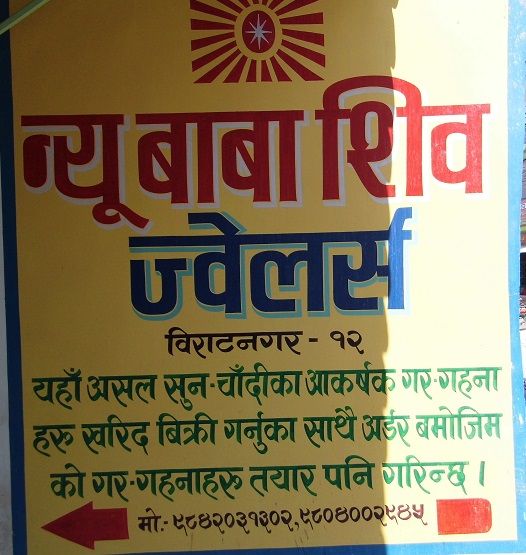 न्यू बाबा शिव
ज्वेलर्स
विराटनगर - १२
यहाँ असल सुन-चाँदीका आकर्षक गर-गहना
हरू खरिद बिक्री गर्नुका साथै अर्डर बमोजिम
को गर-गहनाहरू तयार पनि गरिन्छ ।
मो:- ९८४२०३१३०२,९८०४००२९४५